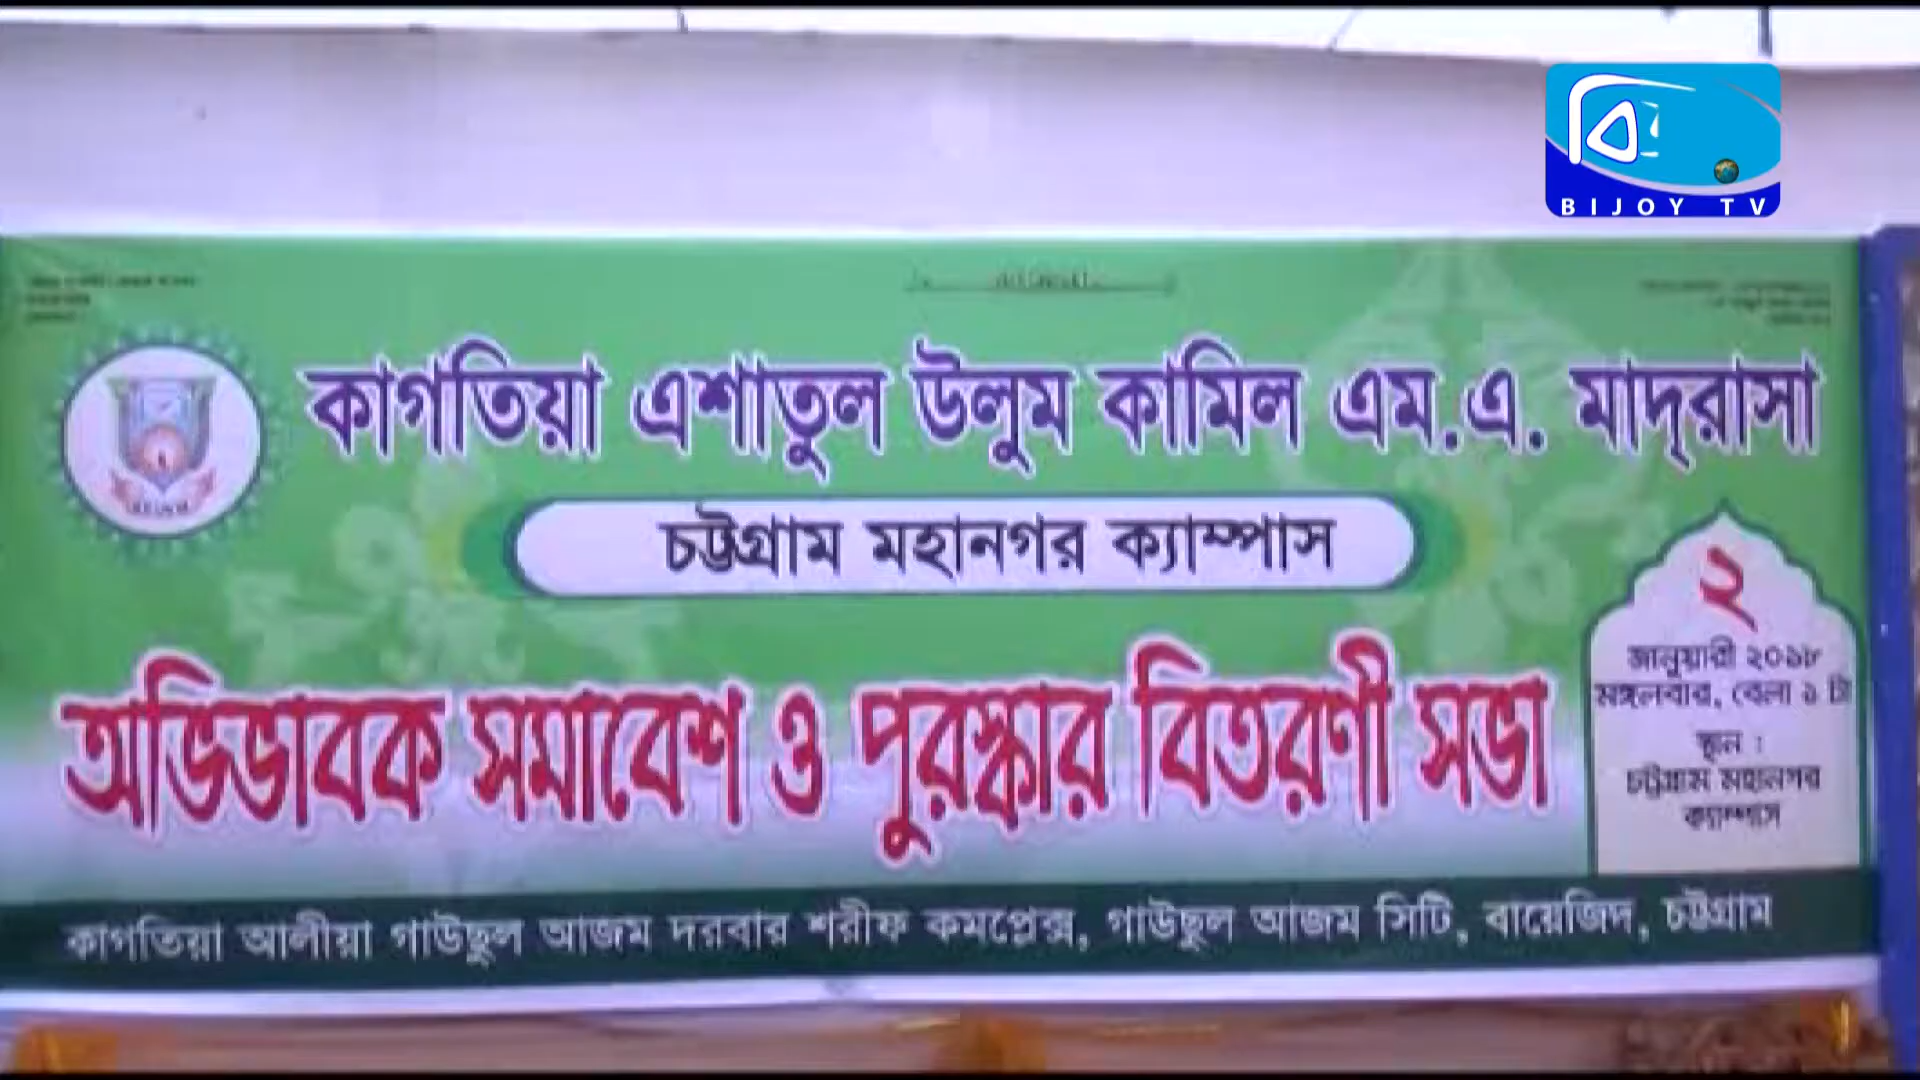 BIJOY TV
কাগতিয়া এশাতুল উলুম কামিল এম.এ. মাদ্‌রাসা
চট্টগ্রাম মহানগর ক্যাম্পাস
অভিভাবক সমাবেশ ও পুরস্কার বিতরণী সভা
২
জানুয়ারী ২০১৮
মঙ্গলবার, বেলা ১ টা
স্থান :
চট্টগ্রাম মহানগর
ক্যাম্পাস
কাগতিয়া আলীয়া গাউছুল আজম দরবার শরীফ কমপ্লেক্স, গাউছুল আজম সিটি, বায়েজিদ, চট্টগ্রাম